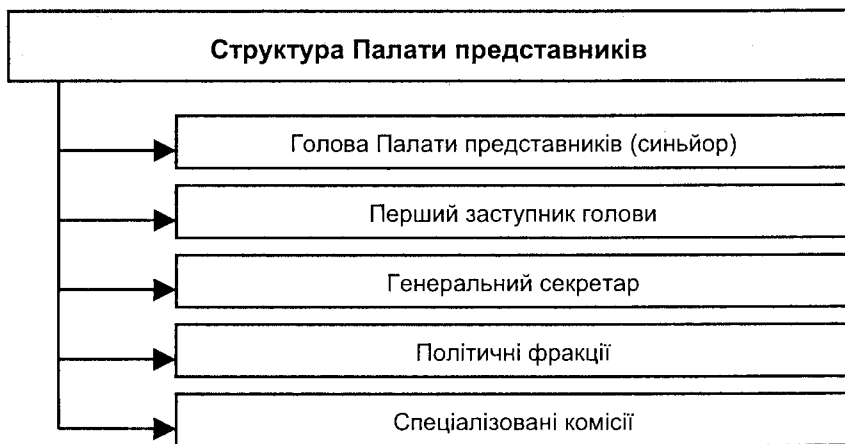 Структура Палати представників
Голова Палати представників (синьйор)
Перший заступник голови
Генеральний секретар
Політичні фракції
Спеціалізовані комісії